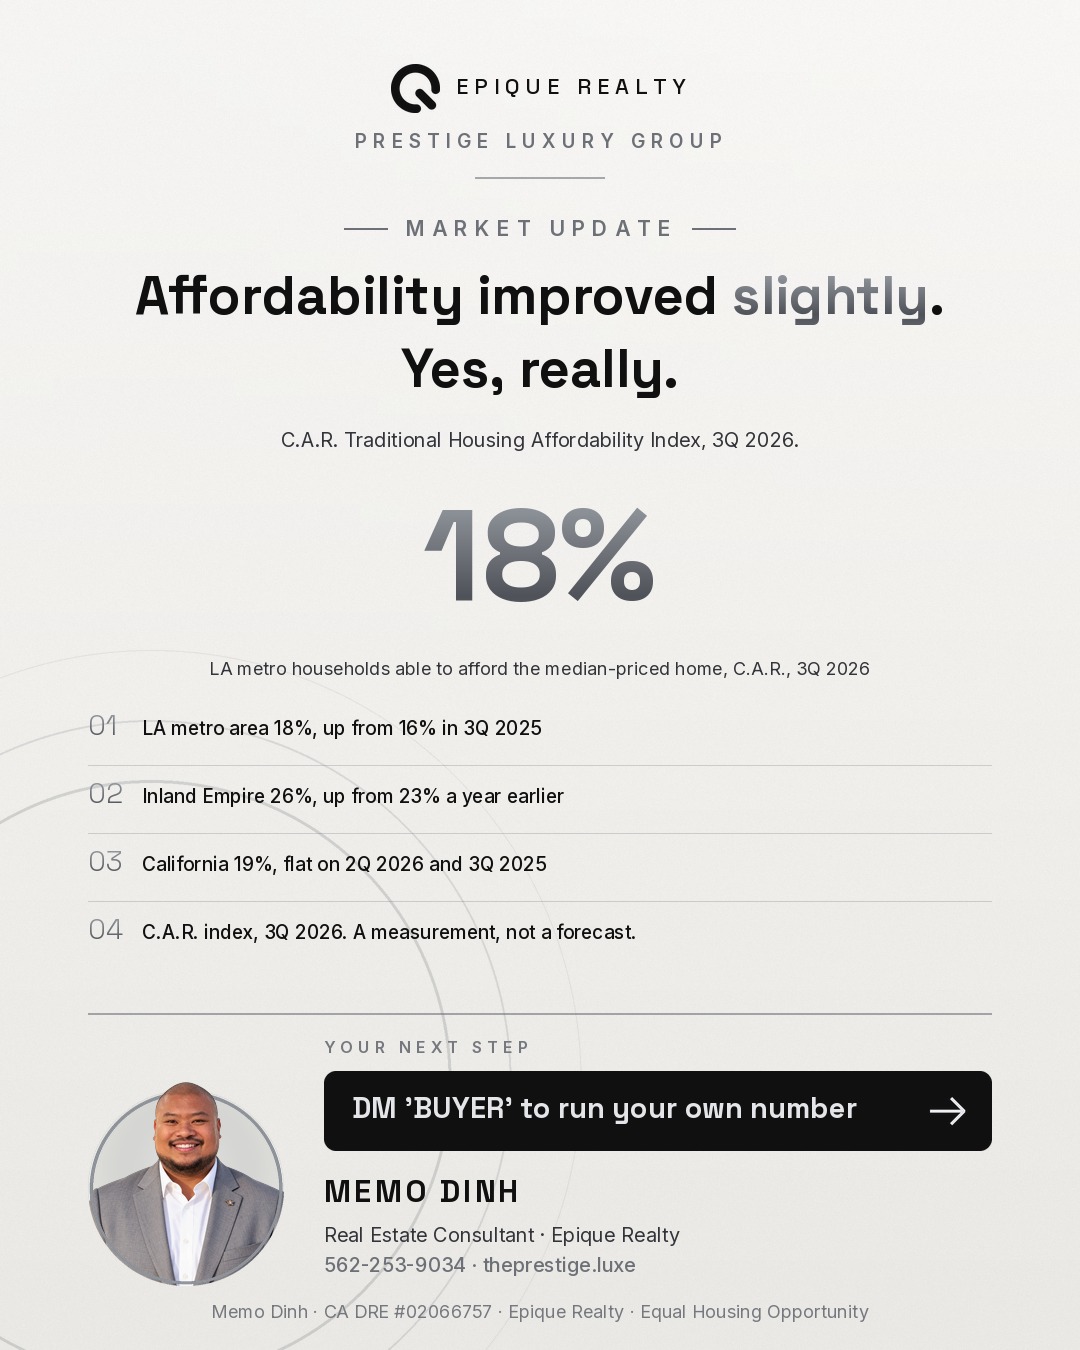 EPIQUE REALTY
PRESTIGE LUXURY GROUP
MARKET UPDATE
Affordability improved slightly.
Yes, really.
C.A.R. Traditional Housing Affordability Index, 3Q 2026.
18%
LA metro households able to afford the median-priced home, C.A.R., 3Q 2026
01 LA metro area 18%, up from 16% in 3Q 2025
02 Inland Empire 26%, up from 23% a year earlier
03 California 19%, flat on 2Q 2026 and 3Q 2025
04 C.A.R. index, 3Q 2026. A measurement, not a forecast.
YOUR NEXT STEP
DM ’BUYER’ to run your own number
MEMO DINH
Real Estate Consultant · Epique Realty
562-253-9034 · theprestige.luxe
Memo Dinh · CA DRE #02066757 · Epique Realty · Equal Housing Opportunity